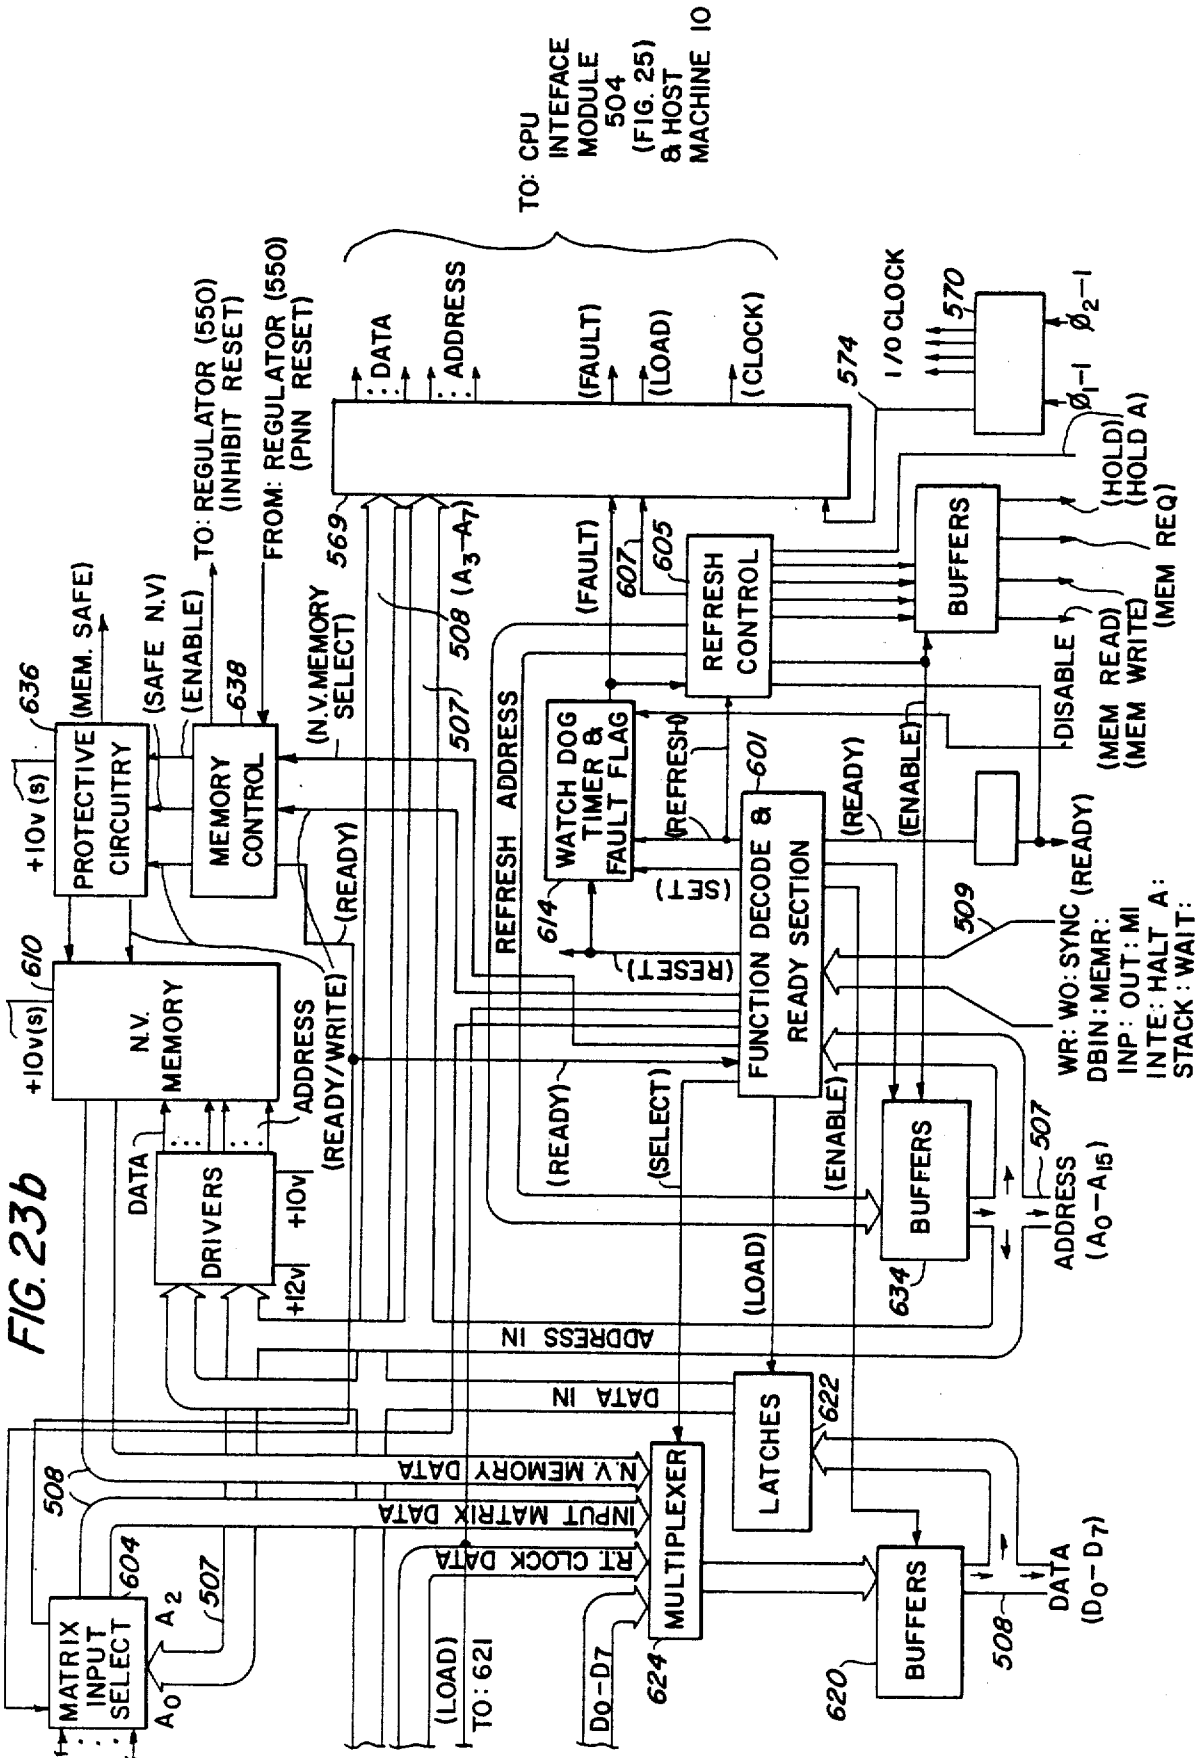 FIG. 23b
MATRIX
INPUT
SELECT
604
A0
A2
507
508
+10v(s)
610
N.V.
MEMORY
+10v(s)
636
PROTECTIVE
CIRCUITRY
(MEM. SAFE)
(SAFE N.V)
(ENABLE)
638
MEMORY
CONTROL
TO: REGULATOR (550)
(INHIBIT RESET)
FROM: REGULATOR (550)
(PNN RESET)
DATA
DRIVERS
ADDRESS
(READY/WRITE)
+12v
+10v
(READY)
(N.V. MEMORY
SELECT)
569
508
507
(A3-A7)
DATA
ADDRESS
(FAULT)
(LOAD)
(CLOCK)
TO: CPU
INTEFACE
MODULE
504
(FIG. 25)
& HOST
MACHINE 10
(LOAD)
TO: 621
D0-D7
R.T. CLOCK DATA
INPUT MATRIX DATA
N.V. MEMORY DATA
DATA IN
ADDRESS IN
REFRESH ADDRESS
(READY)
(SELECT)
(LOAD)
(RESET)
(SET)
(REFRESH)
614
WATCH DOG
TIMER &
FAULT FLAG
(FAULT)
607
605
REFRESH
CONTROL
601
FUNCTION DECODE &
READY SECTION
(ENABLE)
(READY)
(ENABLE)
624
MULTIPLEXER
LATCHES
622
620
BUFFERS
508
DATA
(D0-D7)
634
BUFFERS
507
ADDRESS
(A0-A15)
509
WR: WO: SYNC
DBIN: MEMR:
INP: OUT: MI
INTE: HALT A:
STACK: WAIT:
(READY)
BUFFERS
DISABLE
(MEM READ)
(MEM WRITE)
(MEM REQ)
(HOLD)
(HOLD A)
574
I/O CLOCK
570
Ø1-1
Ø2-1